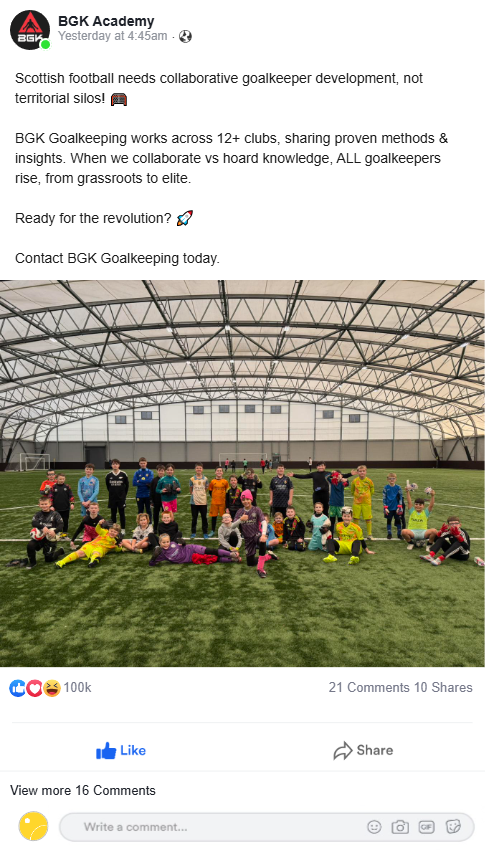 BGK
BGK Academy
Yesterday at 4:45am ·
Scottish football needs collaborative goalkeeper development, not
territorial silos! 🥅
BGK Goalkeeping works across 12+ clubs, sharing proven methods &
insights. When we collaborate vs hoard knowledge, ALL goalkeepers
rise, from grassroots to elite.
Ready for the revolution? 🚀
Contact BGK Goalkeeping today.
100k
21 Comments 10 Shares
Like
Share
View more 16 Comments
Write a comment...
GIF